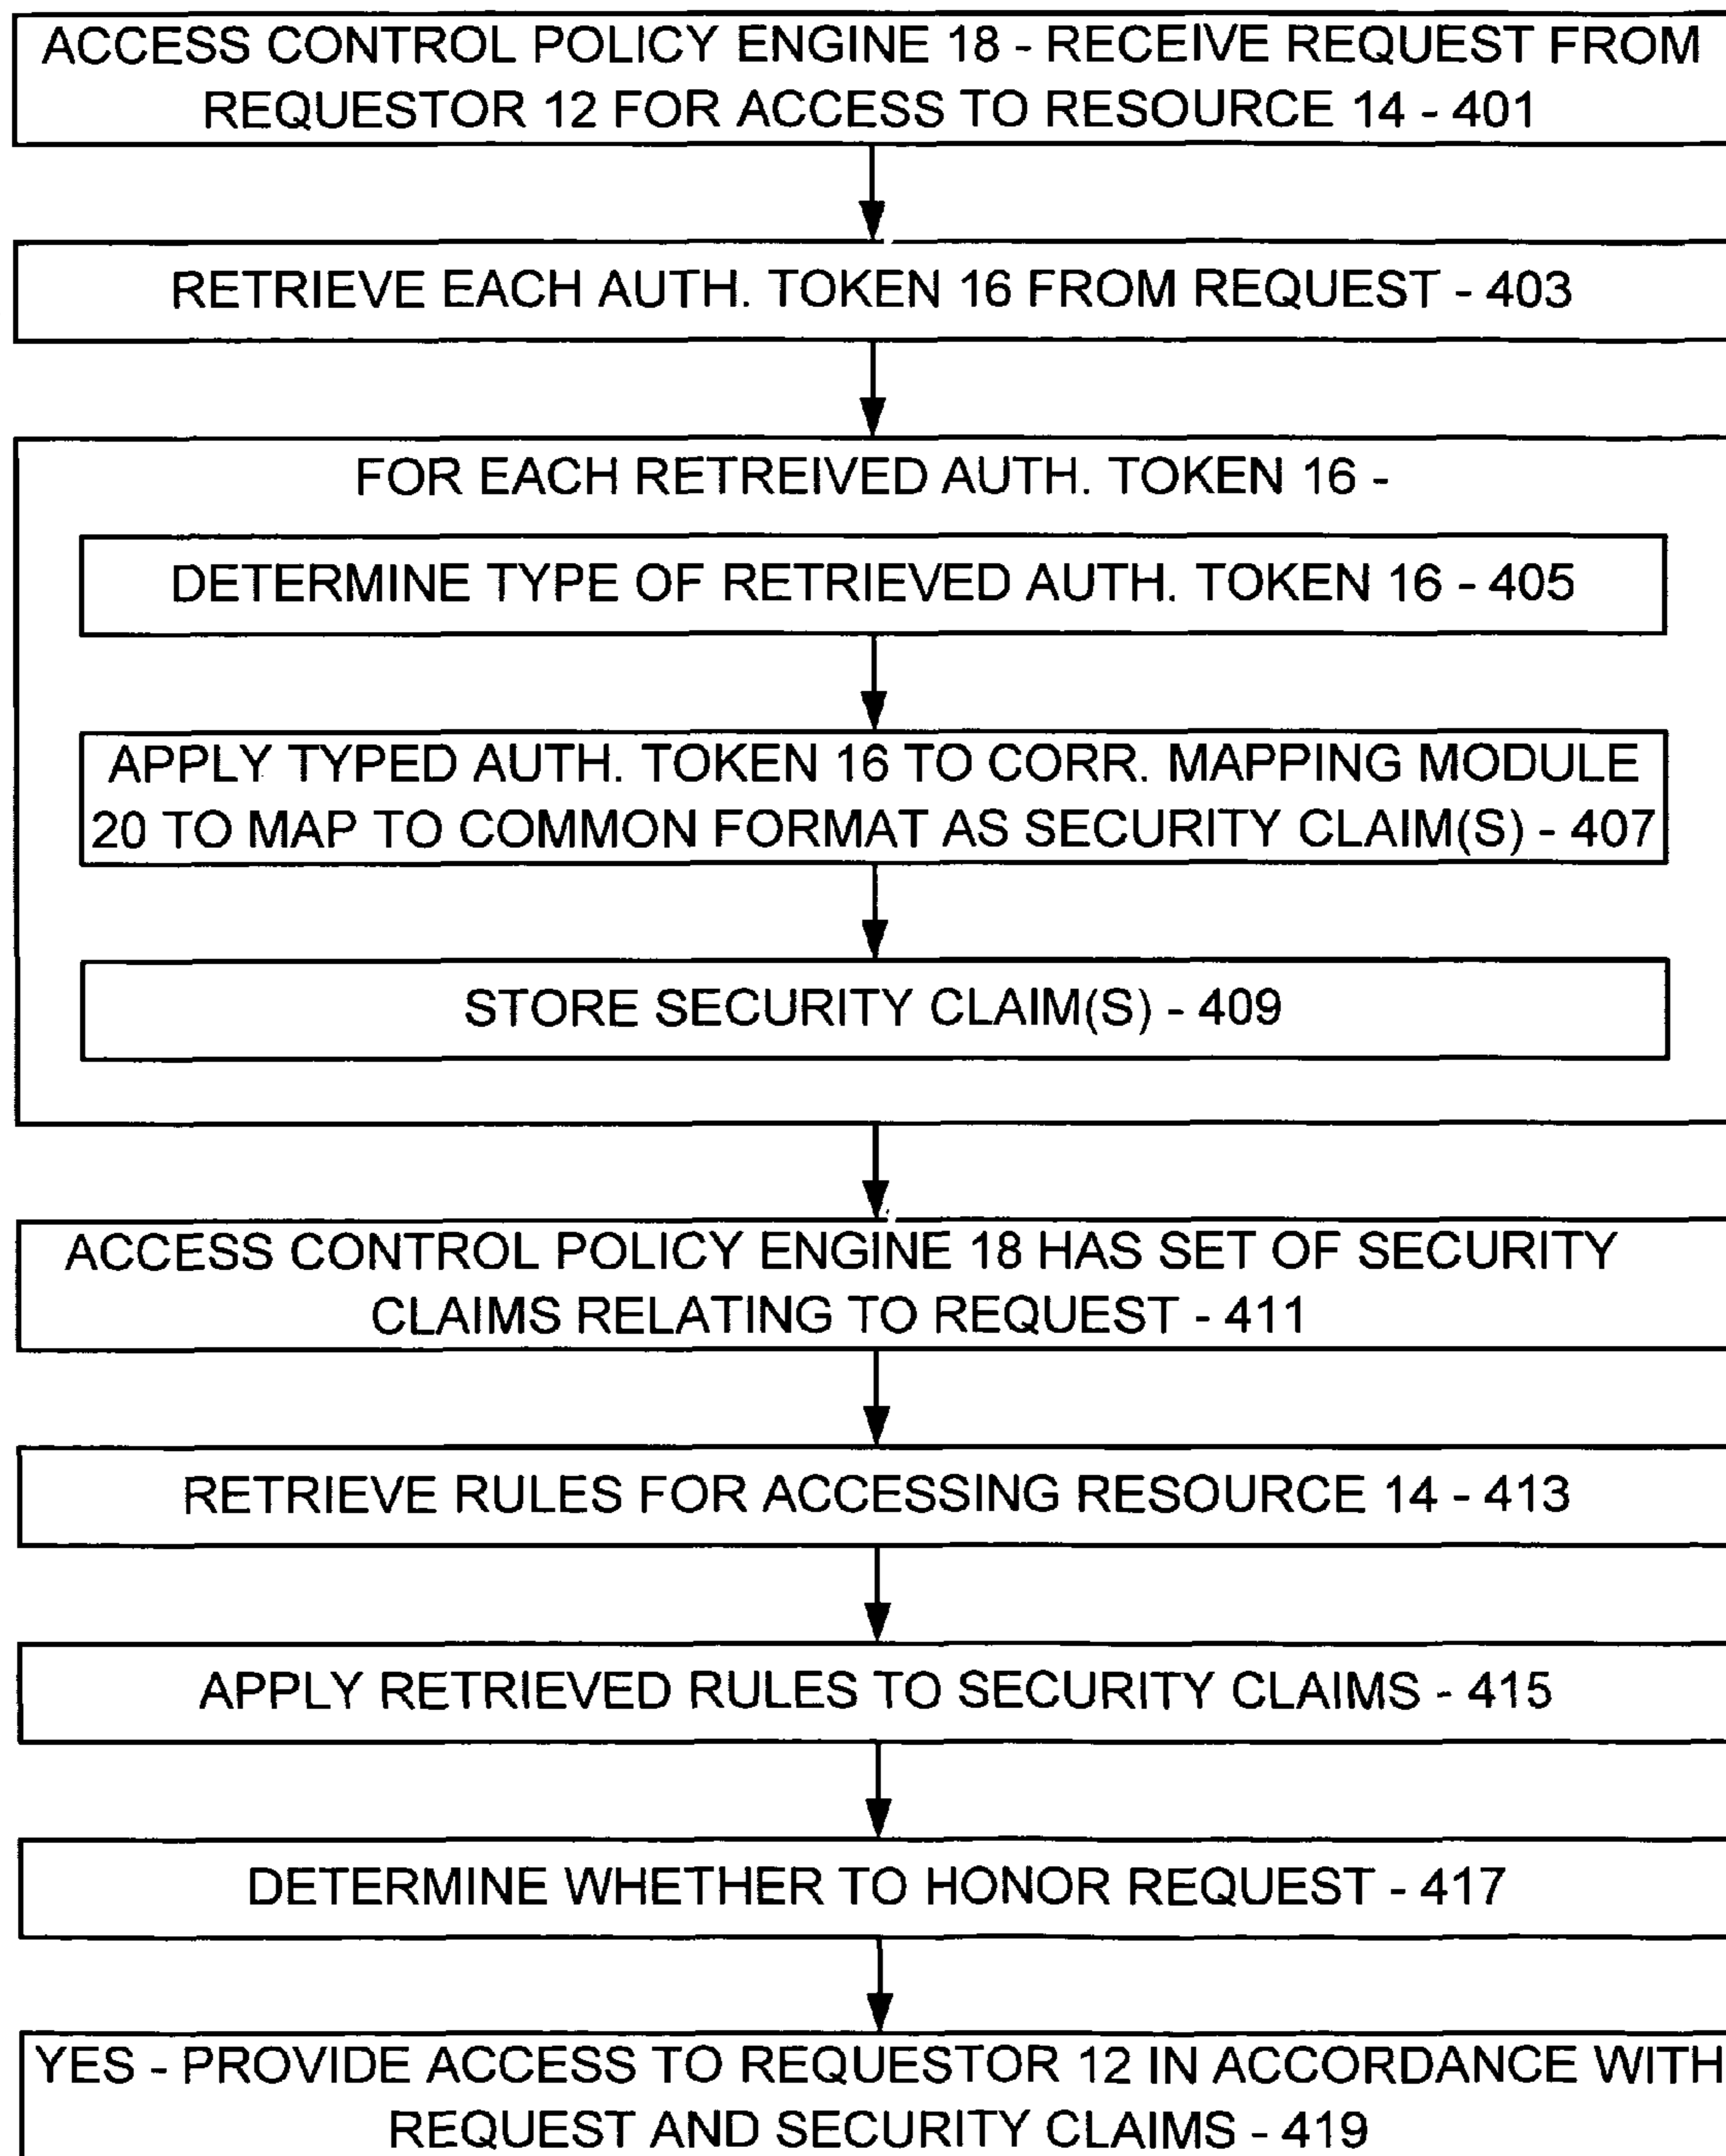 ACCESS CONTROL POLICY ENGINE 18 - RECEIVE REQUEST FROM
REQUESTOR 12 FOR ACCESS TO RESOURCE 14 - 401
RETRIEVE EACH AUTH. TOKEN 16 FROM REQUEST - 403
FOR EACH RETREIVED AUTH. TOKEN 16 -
DETERMINE TYPE OF RETRIEVED AUTH. TOKEN 16 - 405
APPLY TYPED AUTH. TOKEN 16 TO CORR. MAPPING MODULE
20 TO MAP TO COMMON FORMAT AS SECURITY CLAIM(S) - 407
STORE SECURITY CLAIM(S) - 409
ACCESS CONTROL POLICY ENGINE 18 HAS SET OF SECURITY
CLAIMS RELATING TO REQUEST - 411
RETRIEVE RULES FOR ACCESSING RESOURCE 14 - 413
APPLY RETRIEVED RULES TO SECURITY CLAIMS - 415
DETERMINE WHETHER TO HONOR REQUEST - 417
YES - PROVIDE ACCESS TO REQUESTOR 12 IN ACCORDANCE WITH
REQUEST AND SECURITY CLAIMS - 419